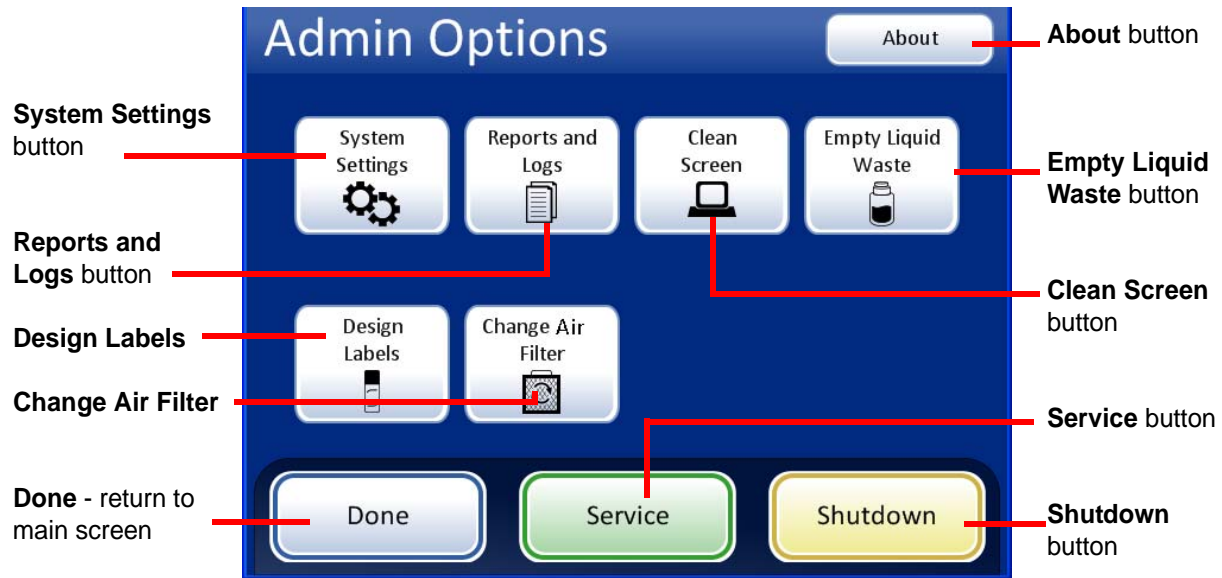 Admin Options
About
About button
System Settings
button
System
Settings
Reports and
Logs
Clean
Screen
Empty Liquid
Waste
Empty Liquid
Waste button
Reports and
Logs button
Clean Screen
button
Design Labels
Design
Labels
Change Air
Filter
Change Air Filter
Service button
Done - return to
main screen
Done
Service
Shutdown
Shutdown
button